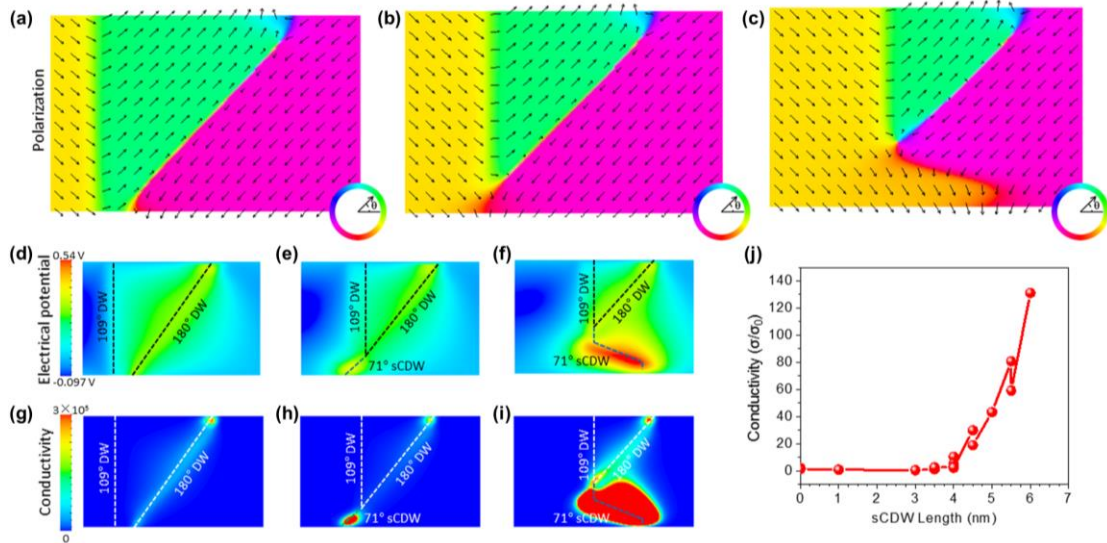 (a)
(b)
(c)
Polarization
θ
θ
θ
(d)
(e)
(f)
(j)
0.54 V
Electrical potential
-0.097 V
109° DW
180° DW
109° DW
180° DW
71° sCDW
109° DW
180° DW
71° sCDW
(g)
(h)
(i)
3×10⁵
Conductivity
0
109° DW
180° DW
109° DW
180° DW
71° sCDW
109° DW
180° DW
71° sCDW
Conductivity (σ/σ₀)
140
120
100
80
60
40
20
0
0 1 2 3 4 5 6 7
sCDW Length (nm)